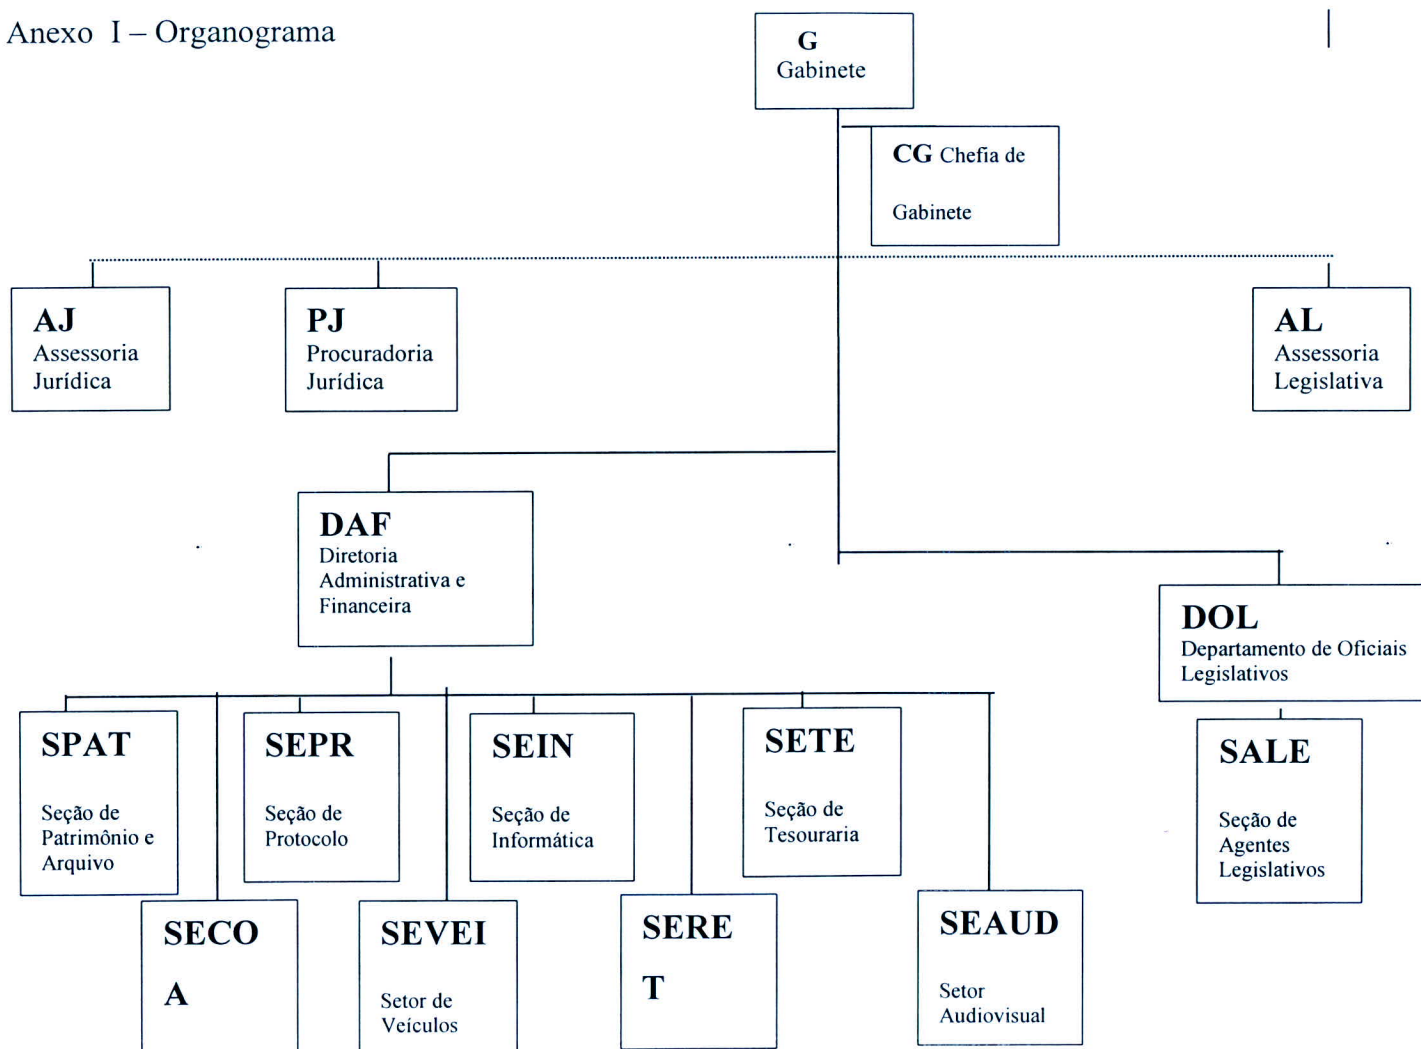 Anexo I – Organograma
G
Gabinete
CG Chefia de
Gabinete
AJ
Assessoria
Jurídica
PJ
Procuradoria
Jurídica
AL
Assessoria
Legislativa
DAF
Diretoria
Administrativa e
Financeira
DOL
Departamento de Oficiais
Legislativos
SPAT
Seção de
Patrimônio e
Arquivo
SEPR
Seção de
Protocolo
SEIN
Seção de
Informática
SETE
Seção de
Tesouraria
SALE
Seção de
Agentes
Legislativos
SECO
A
SEVEI
Setor de
Veículos
SERE
T
SEAUD
Setor
Audiovisual